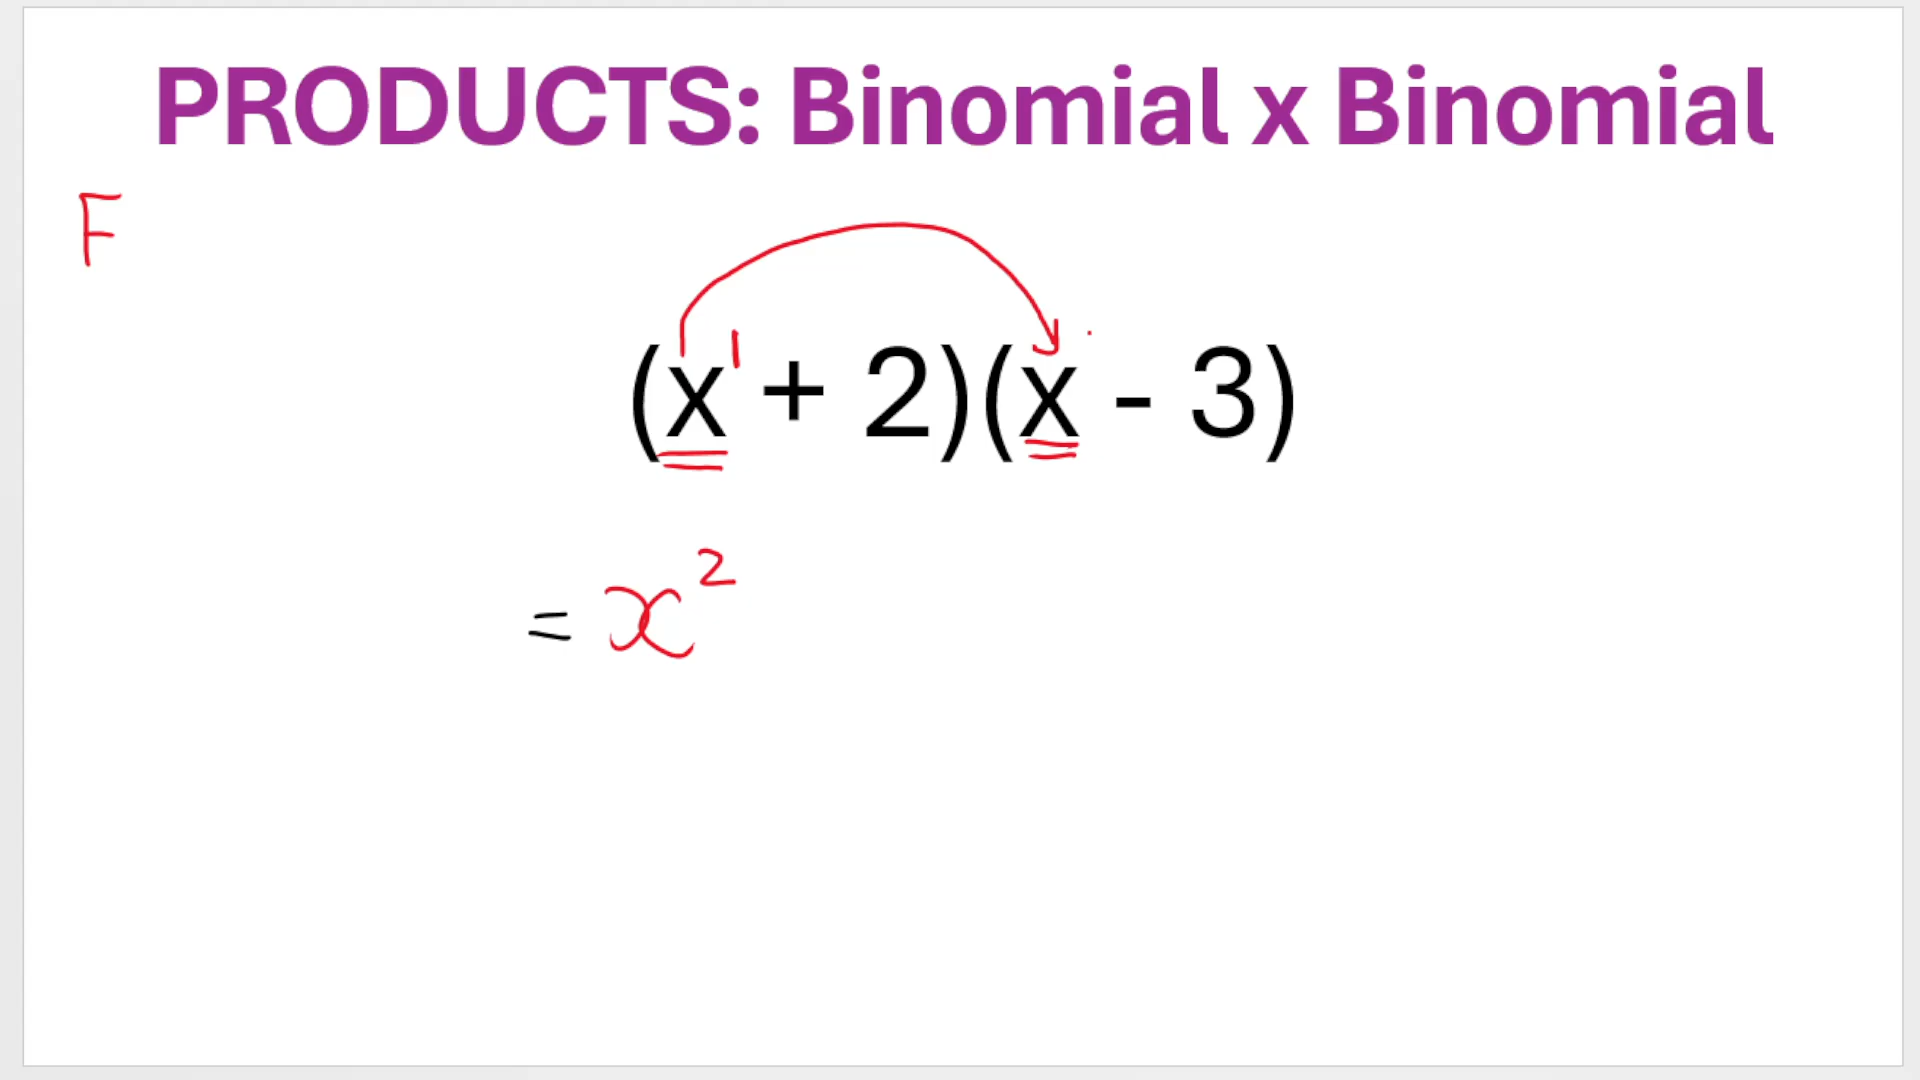 PRODUCTS: Binomial x Binomial
F
(x¹ + 2)(x - 3)
= x²